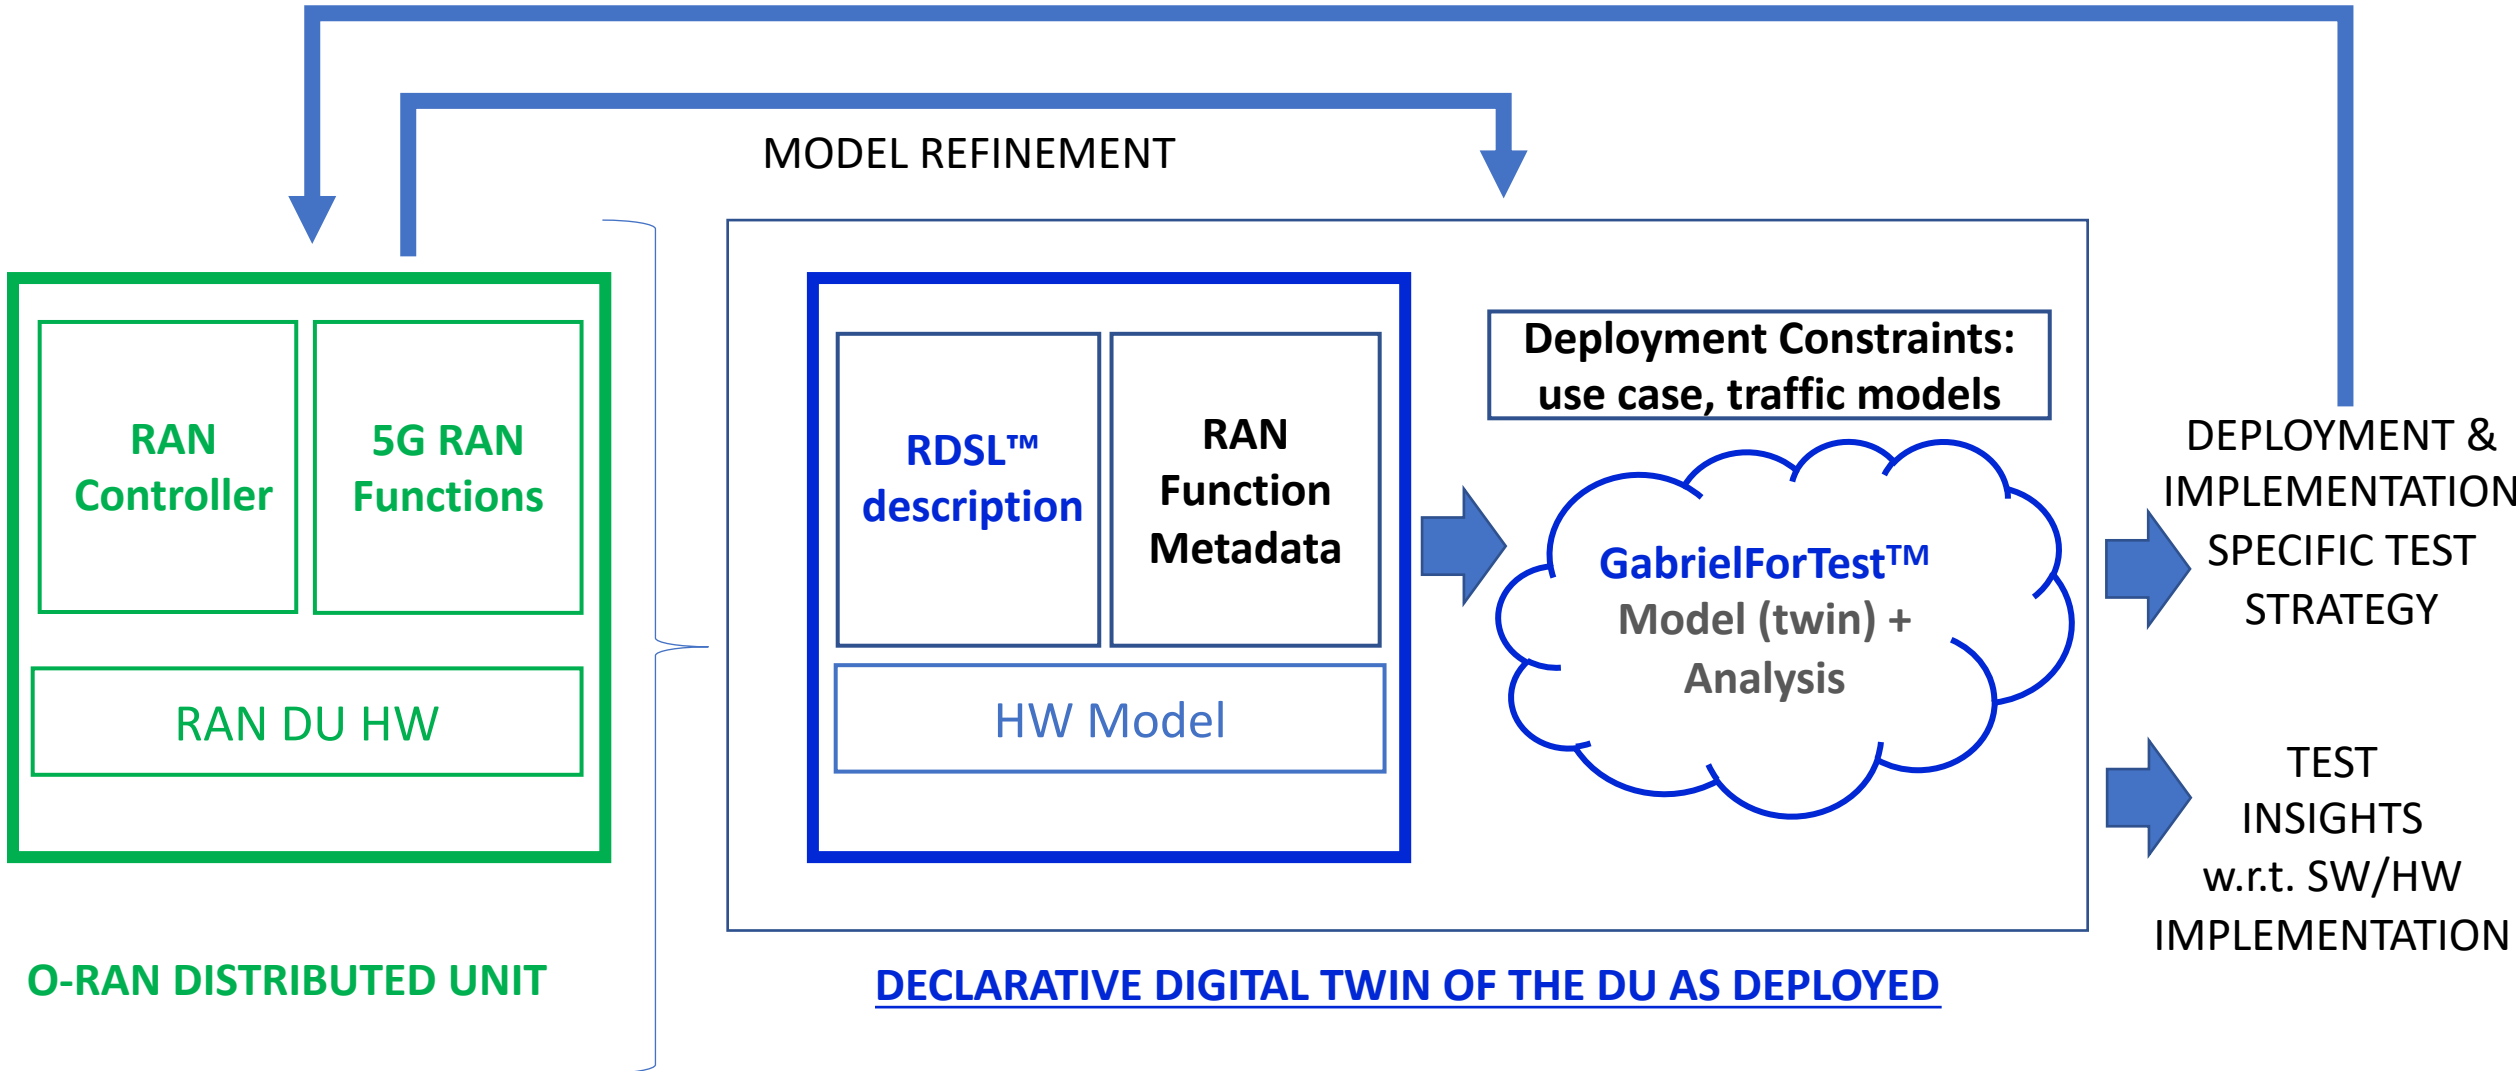 MODEL REFINEMENT
RAN
Controller
5G RAN
Functions
RAN DU HW
O-RAN DISTRIBUTED UNIT
RDSL™
description
RAN
Function
Metadata
HW Model
Deployment Constraints:
use case, traffic models
GabrielForTest™
Model (twin) +
Analysis
DECLARATIVE DIGITAL TWIN OF THE DU AS DEPLOYED
DEPLOYMENT &
IMPLEMENTATION
SPECIFIC TEST
STRATEGY
TEST
INSIGHTS
w.r.t. SW/HW
IMPLEMENTATION